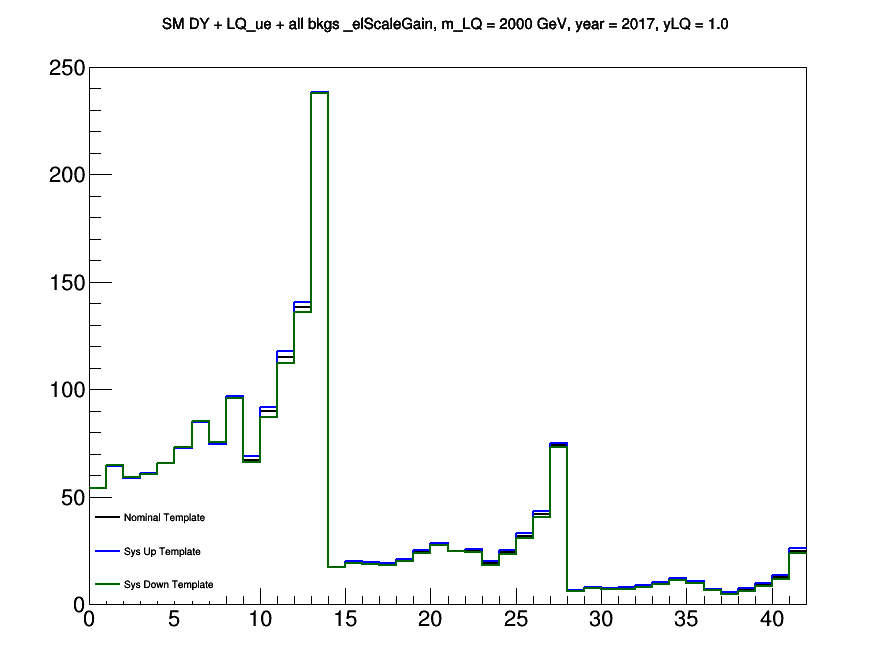 SM DY + LQ_ue + all bkgs _elScaleGain, m_LQ = 2000 GeV, year = 2017, yLQ = 1.0
250
200
150
100
50
0
Nominal Template
Sys Up Template
Sys Down Template
0 5 10 15 20 25 30 35 40